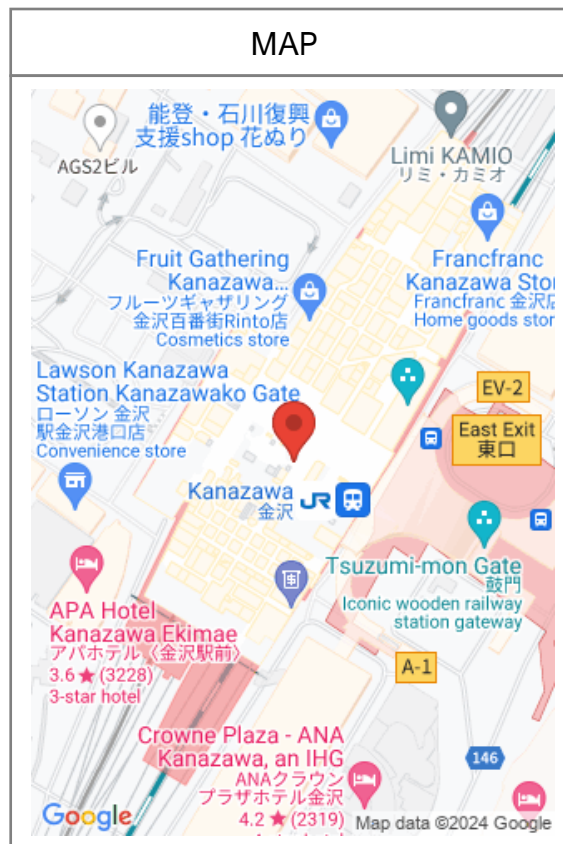 MAP
能登・石川復興
支援shop 花ぬり
AGS2ビル
Limi KAMIO
リミ・カミオ
Fruit Gathering
Kanazawa...
フルーツギャザリング
金沢百番街Rinto店
Cosmetics store
Francfranc
Kanazawa Sto
Francfranc 金沢店
Home goods stor
Lawson Kanazawa
Station Kanazawako Gate
ローソン 金沢
駅金沢港口店
Convenience store
EV-2
East Exit
東口
Kanazawa
金沢
JR
Tsuzumi-mon Gate
鼓門
Iconic wooden railway
station gateway
APA Hotel
Kanazawa Ekimae
アパホテル〈金沢駅前〉
3.6 ★ (3228)
3-star hotel
A-1
Crowne Plaza - ANA
Kanazawa, an IHG
ANAクラウン
プラザホテル金沢
4.2 ★ (2319)
146
Google
Map data ©2024 Google